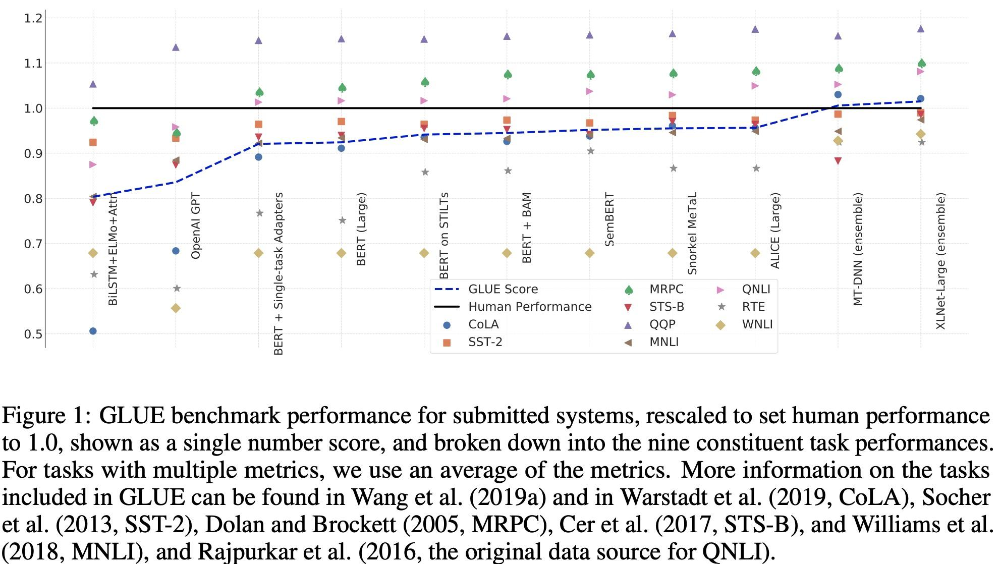 1.2
1.1
1.0
0.9
0.8
0.7
0.6
0.5
BiLSTM+ELMo+Attn
OpenAI GPT
BERT + Single-task Adapters
BERT (Large)
BERT on STILTs
BERT + BAM
SemBERT
Snorkel MeTaL
ALICE (Large)
MT-DNN (ensemble)
XLNet-Large (ensemble)
GLUE Score
Human Performance
CoLA
SST-2
MRPC
STS-B
QQP
MNLI
QNLI
RTE
WNLI
Figure 1: GLUE benchmark performance for submitted systems, rescaled to set human performance
to 1.0, shown as a single number score, and broken down into the nine constituent task performances.
For tasks with multiple metrics, we use an average of the metrics. More information on the tasks
included in GLUE can be found in Wang et al. (2019a) and in Warstadt et al. (2019, CoLA), Socher
et al. (2013, SST-2), Dolan and Brockett (2005, MRPC), Cer et al. (2017, STS-B), and Williams et al.
(2018, MNLI), and Rajpurkar et al. (2016, the original data source for QNLI).